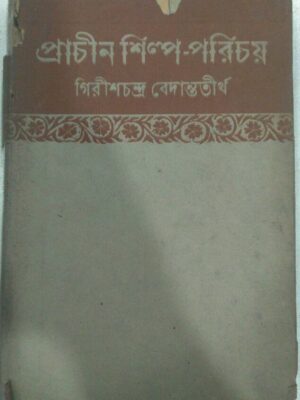 প্রাচীন শিল্প-পরিচয়
গিরীশচন্দ্র বেদান্ততীর্থ